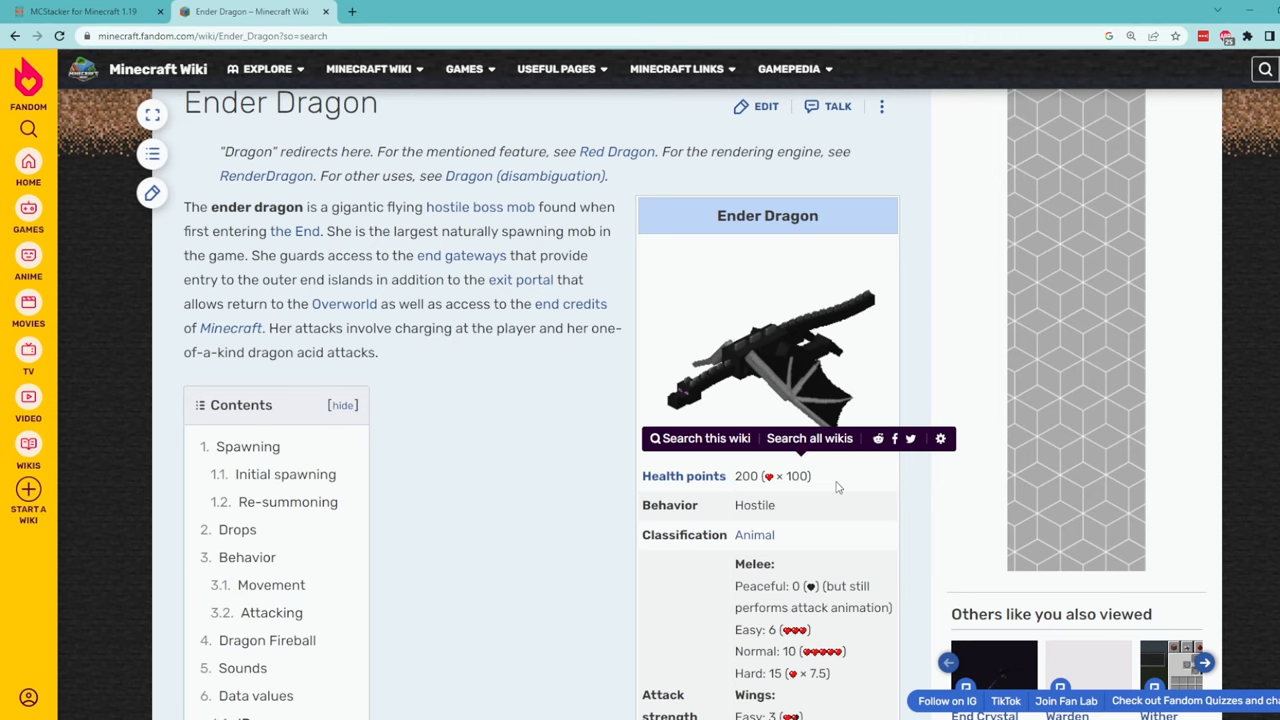 MCStacker for Minecraft 1.19
Ender Dragon – Minecraft Wiki
minecraft.fandom.com/wiki/Ender_Dragon?so=search
25
Minecraft Wiki
EXPLORE
MINECRAFT WIKI
GAMES
USEFUL PAGES
MINECRAFT LINKS
GAMEPEDIA
FANDOM
HOME
GAMES
ANIME
MOVIES
TV
VIDEO
WIKIS
START A
WIKI
Ender Dragon
EDIT
TALK
"Dragon" redirects here. For the mentioned feature, see Red Dragon. For the rendering engine, see
RenderDragon. For other uses, see Dragon (disambiguation).
The ender dragon is a gigantic flying hostile boss mob found when
first entering the End. She is the largest naturally spawning mob in
the game. She guards access to the end gateways that provide
entry to the outer end islands in addition to the exit portal that
allows return to the Overworld as well as access to the end credits
of Minecraft. Her attacks involve charging at the player and her one-
of-a-kind dragon acid attacks.
Contents [hide]
1. Spawning
1.1. Initial spawning
1.2. Re-summoning
2. Drops
3. Behavior
3.1. Movement
3.2. Attacking
4. Dragon Fireball
5. Sounds
6. Data values
Ender Dragon
Search this wiki
Search all wikis
Health points 200 (♥ × 100)
Behavior Hostile
Classification Animal
Melee:
Peaceful: 0 (♥) (but still
performs attack animation)
Easy: 6 (♥♥♥)
Normal: 10 (♥♥♥♥♥)
Hard: 15 (♥ × 7.5)
Attack Wings:
strength Easy: 3 (♥♥)
Others like you also viewed
Follow on IG
TikTok
Join Fan Lab
Check out Fandom Quizzes and cha
End Crystal
Warden
Wither